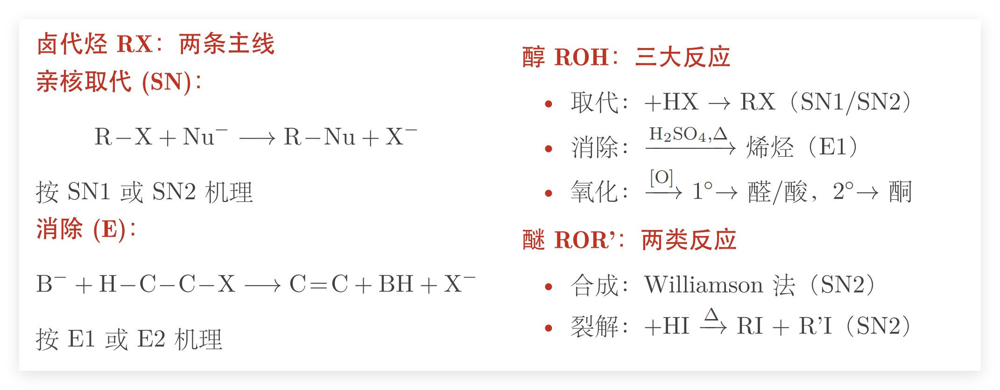 卤代烃 RX：两条主线
亲核取代 (SN)：
R−X + Nu⁻ ⟶ R−Nu + X⁻
按 SN1 或 SN2 机理
消除 (E)：
B⁻ + H−C−C−X ⟶ C=C + BH + X⁻
按 E1 或 E2 机理
醇 ROH：三大反应
• 取代：+HX → RX（SN1/SN2）
• 消除：H₂SO₄,Δ → 烯烃（E1）
• 氧化：[O] → 1°→ 醛/酸，2°→ 酮
醚 ROR’：两类反应
• 合成：Williamson 法（SN2）
• 裂解：+HI Δ → RI + R’I（SN2）